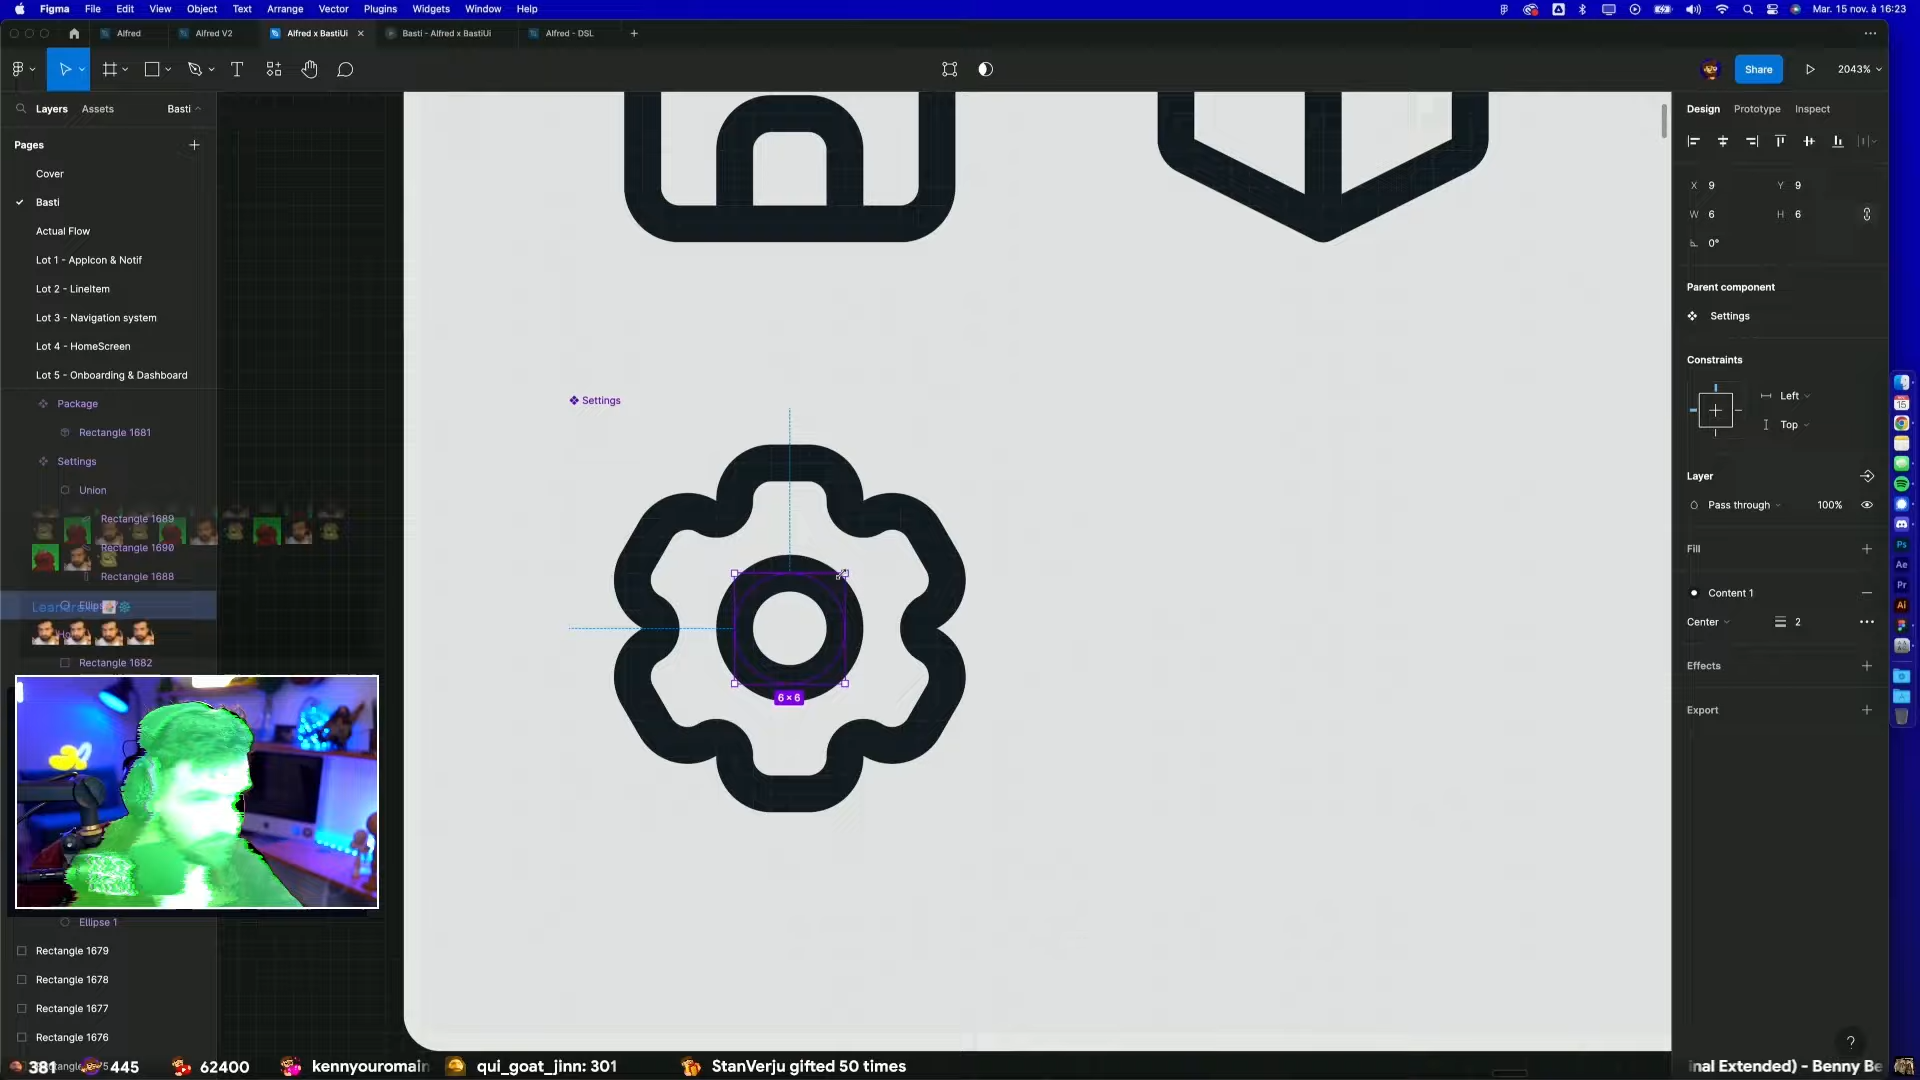 Figma File Edit View Object Text Arrange Vector Plugins Widgets Window Help Mar. 15 nov. à 16:23
Alfred Alfred V2 Alfred x BastiUi Basti - Alfred x BastiUi Alfred - DSL
Share 2043%
Layers Assets Basti
Design Prototype Inspect
Pages
Cover
Basti
Actual Flow
Lot 1 - AppIcon & Notif
Lot 2 - LineItem
Lot 3 - Navigation system
Lot 4 - HomeScreen
Lot 5 - Onboarding & Dashboard
Package
Rectangle 1681
Settings
Union
Rectangle 1689
Rectangle 1690
Rectangle 1688
Rectangle 1682
Ellipse 1
Rectangle 1679
Rectangle 1678
Rectangle 1677
Rectangle 1676
Settings
6 × 6
X 9 Y 9
W 6 H 6
0°
Parent component
Settings
Constraints
Left
Top
Layer
Pass through 100%
Fill
Content 1
Center 2
Effects
Export
?
381 445 62400 kennyouromain qui_goat_jinn: 301 StanVerju gifted 50 times inal Extended) - Benny Be